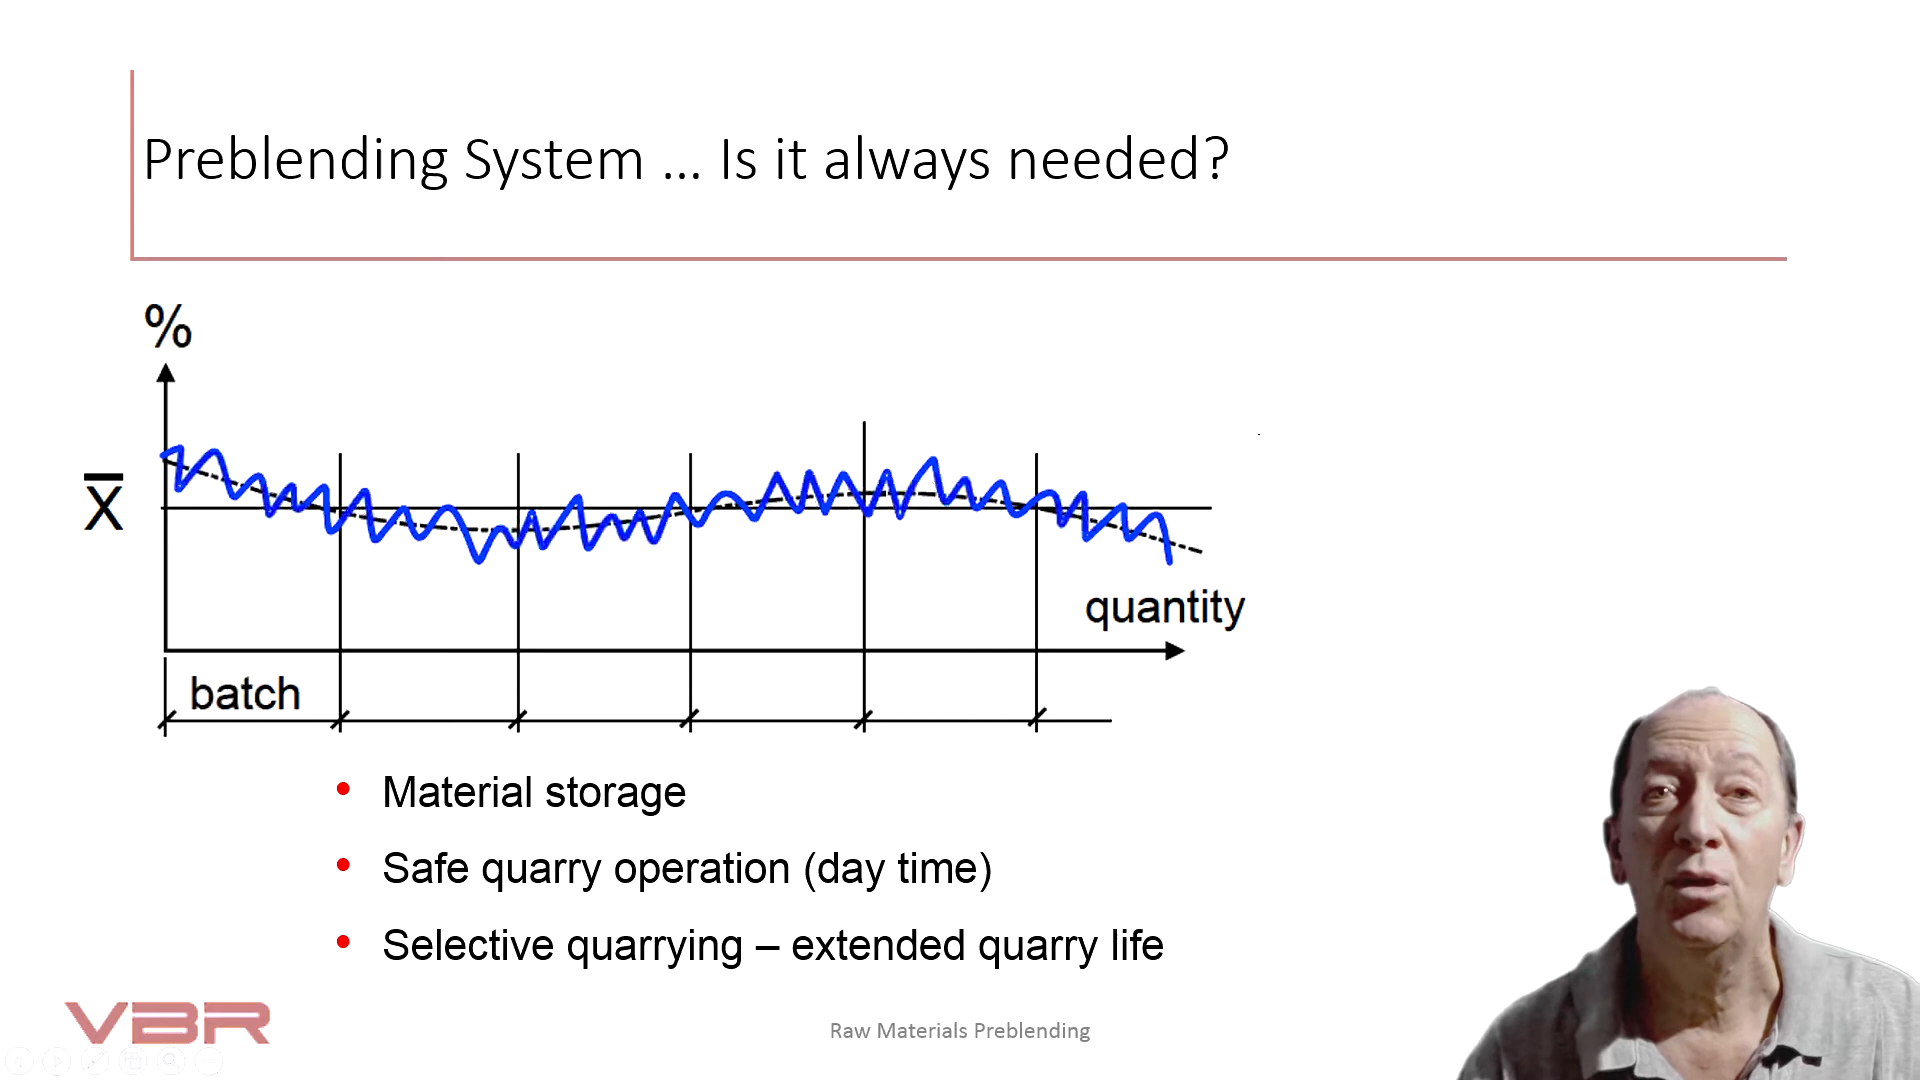 Preblending System ... Is it always needed?
%
X̅
quantity
batch
• Material storage
• Safe quarry operation (day time)
• Selective quarrying – extended quarry life
VBR
Raw Materials Preblending